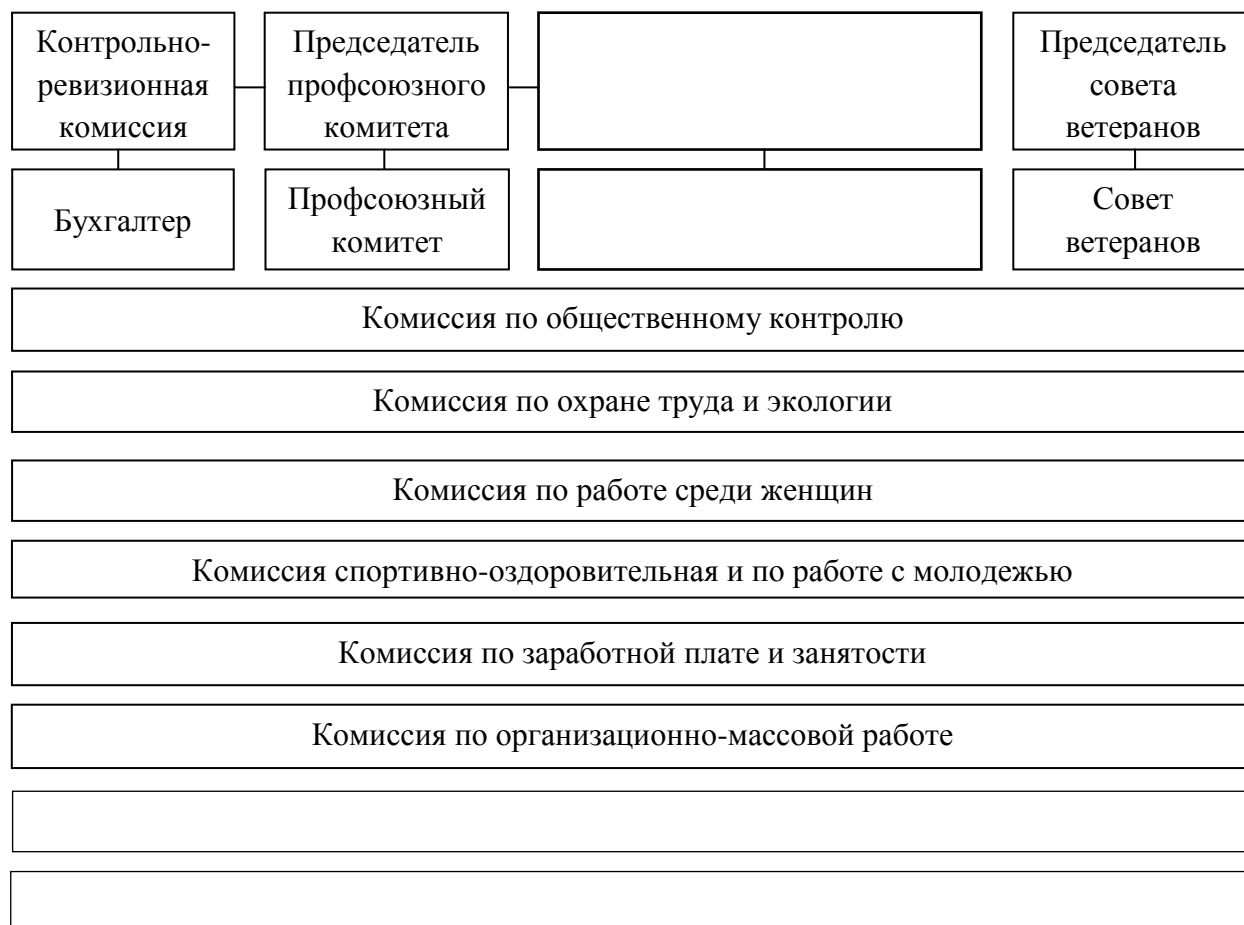 Контрольно-
ревизионная
комиссия
Председатель
профсоюзного
комитета
Председатель
совета
ветеранов
Бухгалтер
Профсоюзный
комитет
Совет
ветеранов
Комиссия по общественному контролю
Комиссия по охране труда и экологии
Комиссия по работе среди женщин
Комиссия спортивно-оздоровительная и по работе с молодежью
Комиссия по заработной плате и занятости
Комиссия по организационно-массовой работе